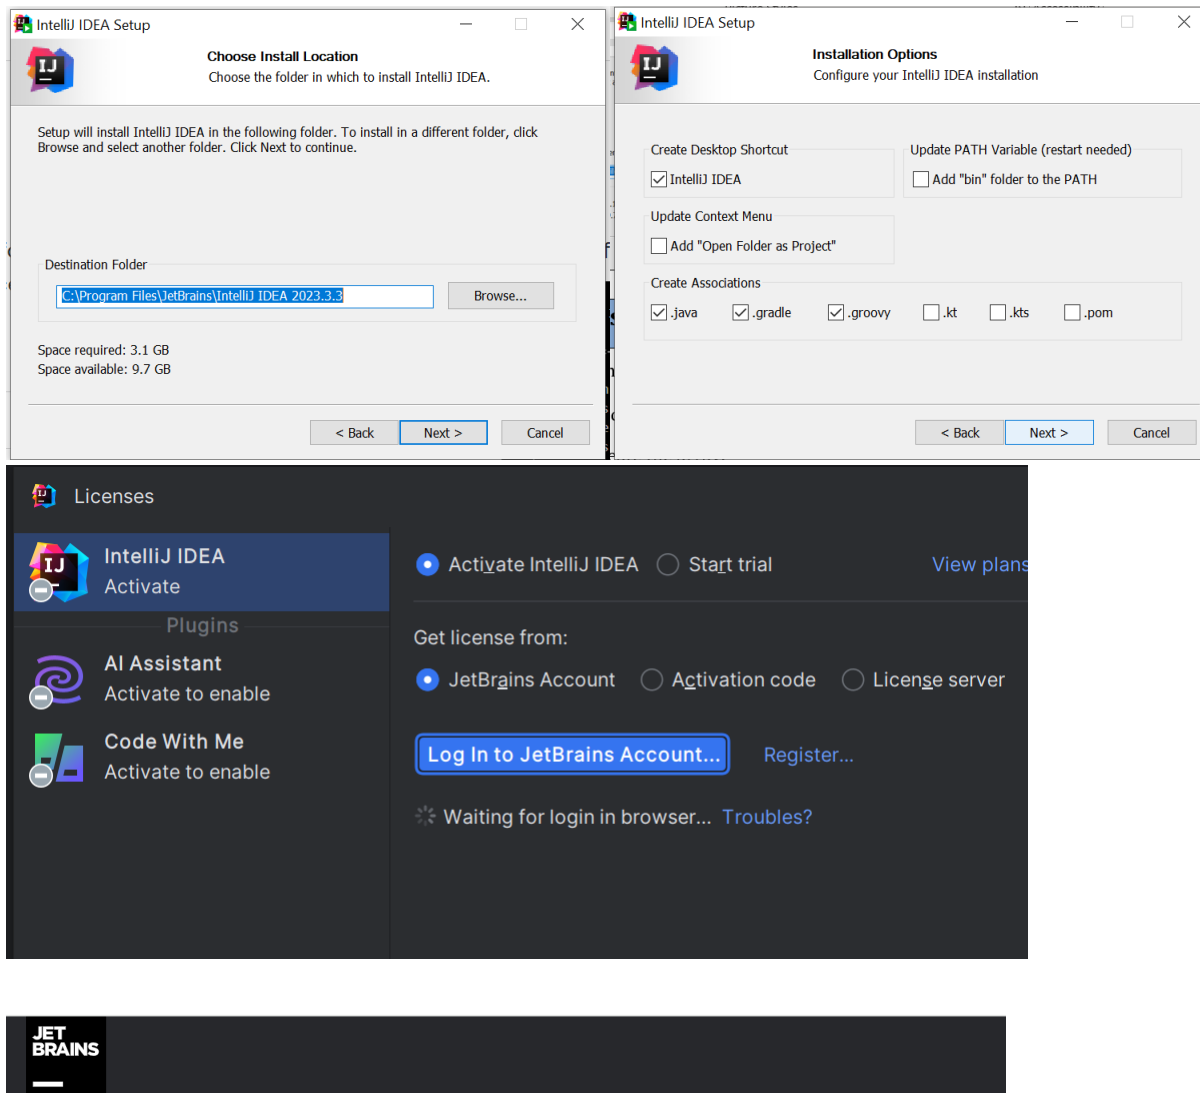 IntelliJ IDEA Setup
Choose Install Location
Choose the folder in which to install IntelliJ IDEA.
Setup will install IntelliJ IDEA in the following folder. To install in a different folder, click
Browse and select another folder. Click Next to continue.
Destination Folder
C:\Program Files\JetBrains\IntelliJ IDEA 2023.3.3
Browse...
Space required: 3.1 GB
Space available: 9.7 GB
< Back Next > Cancel
IntelliJ IDEA Setup
Installation Options
Configure your IntelliJ IDEA installation
Create Desktop Shortcut
IntelliJ IDEA
Update PATH Variable (restart needed)
Add "bin" folder to the PATH
Update Context Menu
Add "Open Folder as Project"
Create Associations
.java .gradle .groovy .kt .kts .pom
< Back Next > Cancel
Licenses
IJ
IntelliJ IDEA
Activate
Plugins
AI Assistant
Activate to enable
Code With Me
Activate to enable
Activate IntelliJ IDEA Start trial View plans
Get license from:
JetBrains Account Activation code License server
Log In to JetBrains Account... Register...
Waiting for login in browser... Troubles?
JET
BRAINS